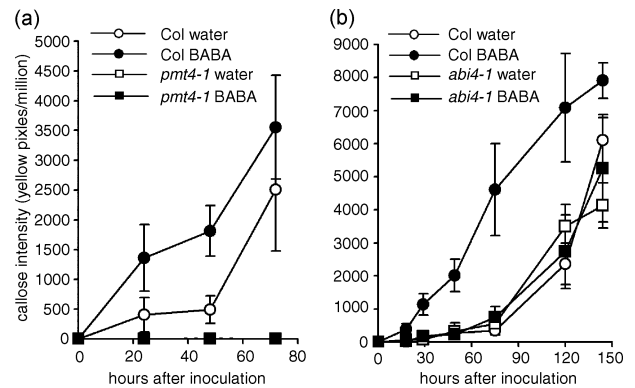 (a)
Col water
Col BABA
pmt4-1 water
pmt4-1 BABA
callose intensity (yellow pixles/million)
5000
4500
4000
3500
3000
2500
2000
1500
1000
500
0
0 20 40 60 80
hours after inoculation
(b)
Col water
Col BABA
abi4-1 water
abi4-1 BABA
9000
8000
7000
6000
5000
4000
3000
2000
1000
0
0 30 60 90 120 150
hours after inoculation